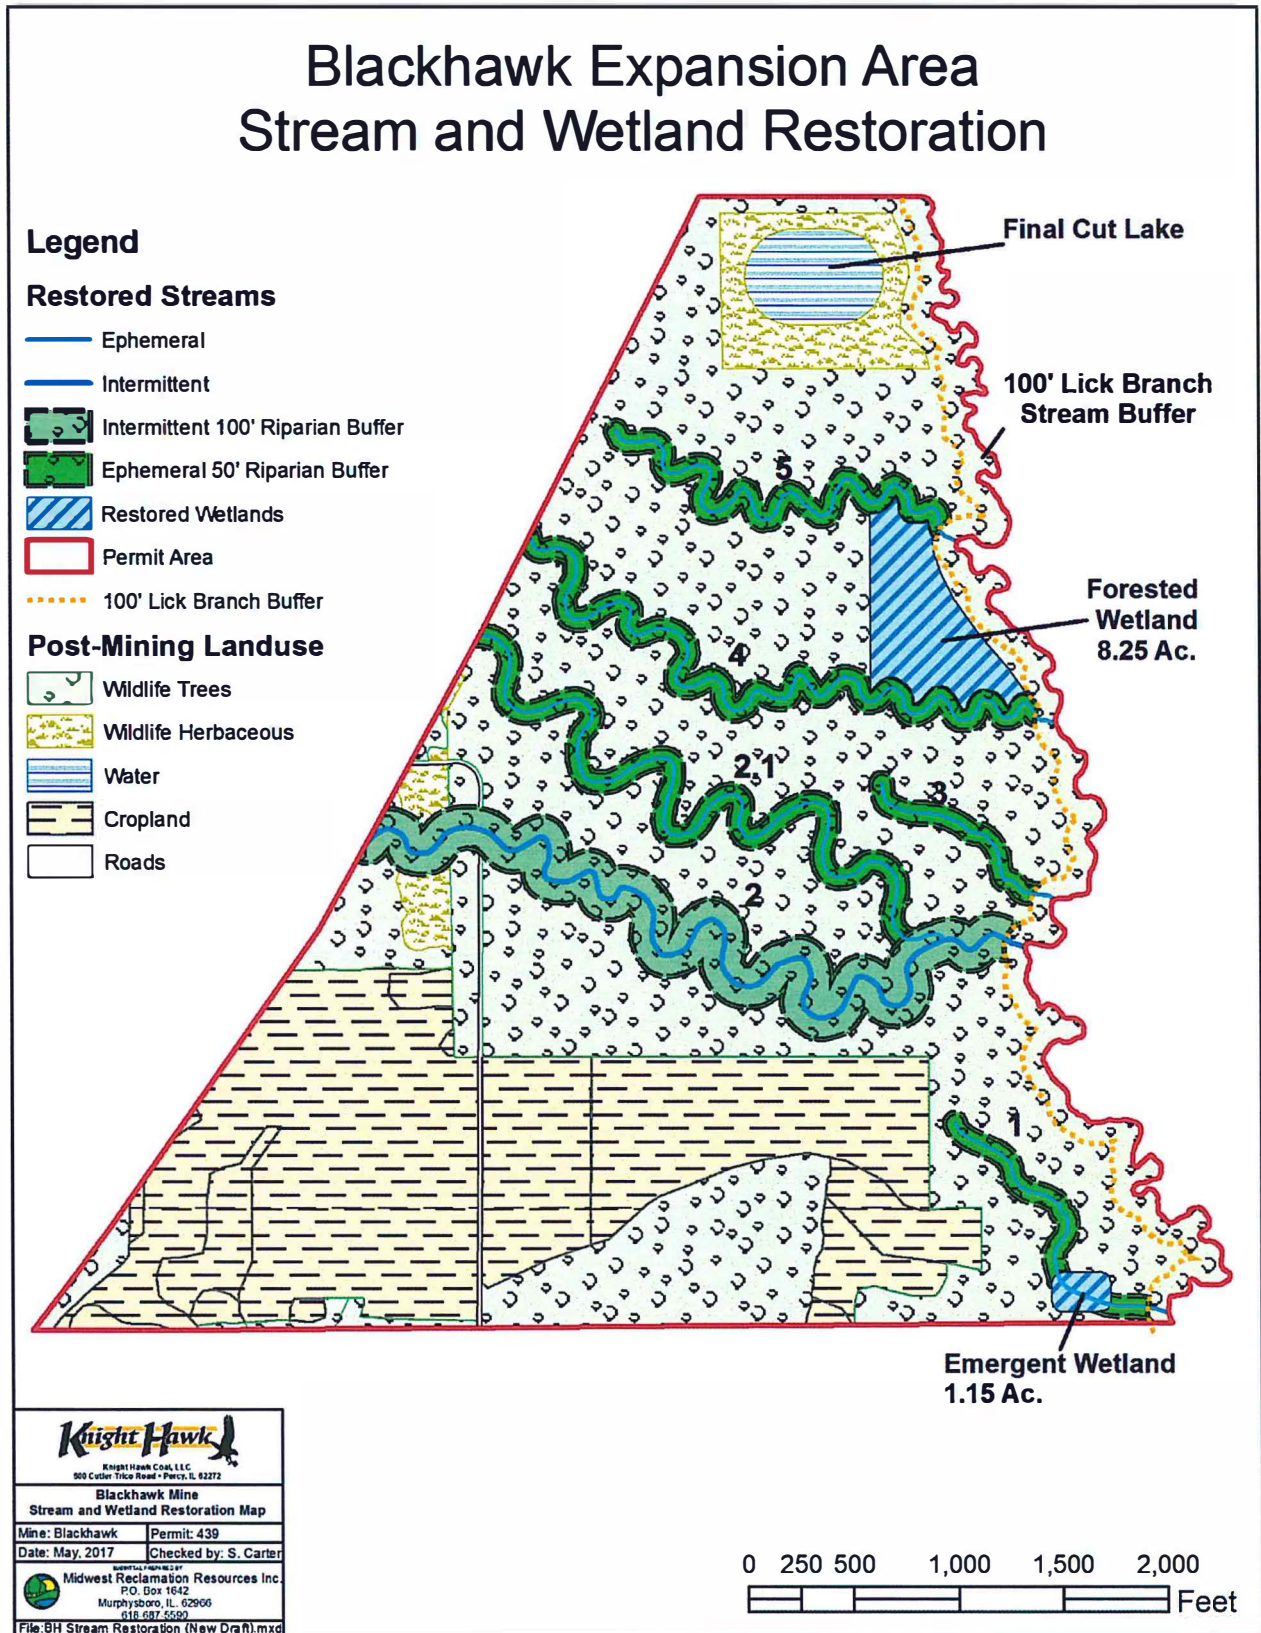 Blackhawk Expansion Area
Stream and Wetland Restoration
Legend
Restored Streams
Ephemeral
Intermittent
Intermittent 100' Riparian Buffer
Ephemeral 50' Riparian Buffer
Restored Wetlands
Permit Area
100' Lick Branch Buffer
Post-Mining Landuse
Wildlife Trees
Wildlife Herbaceous
Water
Cropland
Roads
Final Cut Lake
100' Lick Branch
Stream Buffer
5
Forested
Wetland
8.25 Ac.
4
2.1
3
2
1
Emergent Wetland
1.15 Ac.
Knight Hawk
Knight Hawk Coal, LLC
500 Cutler-Trico Road • Percy, IL 62272
Blackhawk Mine
Stream and Wetland Restoration Map
Mine: Blackhawk Permit: 439
Date: May, 2017 Checked by: S. Carter
SUBMITTAL PREPARED BY
Midwest Reclamation Resources Inc.
P.O. Box 1642
Murphysboro, IL. 62966
618-687-5590
File:BH Stream Restoration (New Draft).mxd
0 250 500 1,000 1,500 2,000
Feet